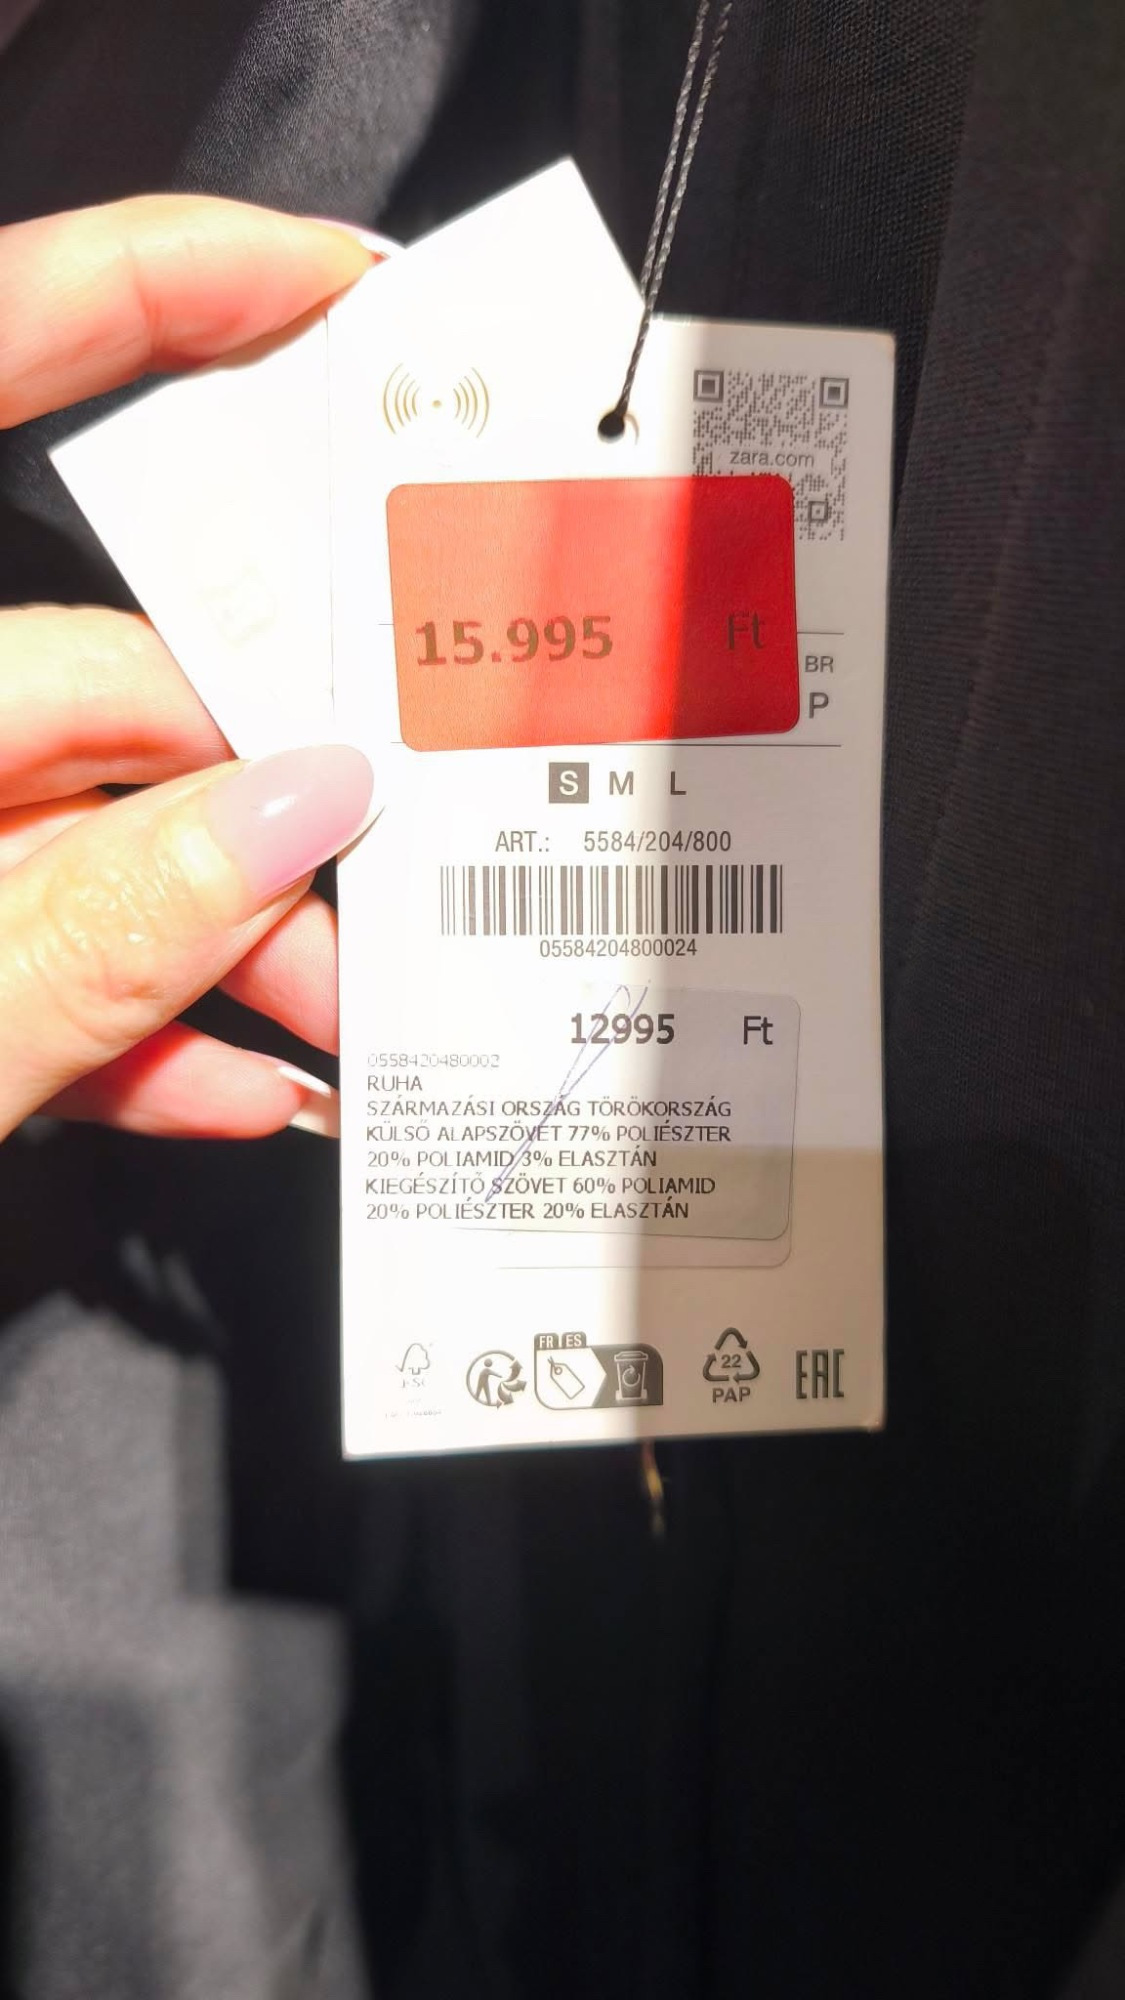 zara.com
15.995 Ft
BR
P
S M L
ART.: 5584/204/800
05584204800024
12995 Ft
0558420480002
RUHA
SZÁRMAZÁSI ORSZÁG TÖRÖKORSZÁG
KÜLSŐ ALAPSZÖVET 77% POLIÉSZTER
20% POLIAMID 3% ELASZTÁN
KIEGÉSZÍTŐ SZÖVET 60% POLIAMID
20% POLIÉSZTER 20% ELASZTÁN
FR ES
FSC
22
PAP
EAC